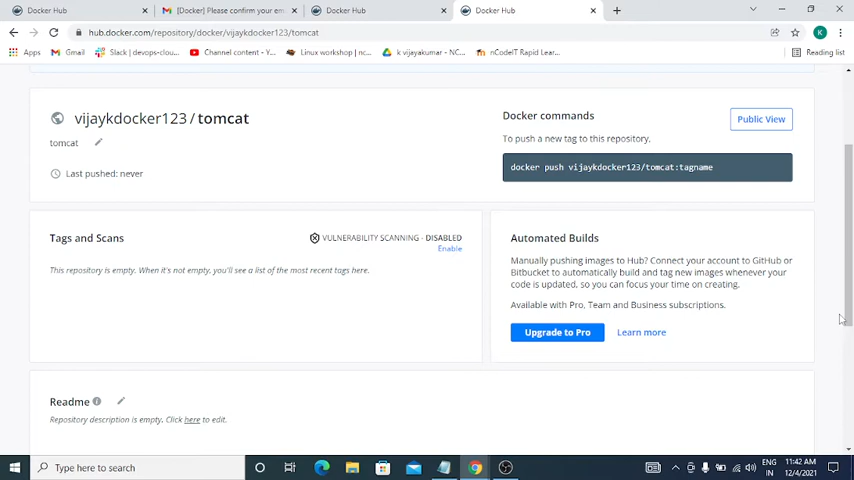 Docker Hub
[Docker] Please confirm your em
Docker Hub
Docker Hub
hub.docker.com/repository/docker/vijaykdocker123/tomcat
K
Apps
Gmail
Slack | devops-clou...
Channel content - Y...
Linux workshop | nc...
k vijayakumar - NC...
nCodeIT Rapid Lear...
Reading list
vijaykdocker123 / tomcat
tomcat
Last pushed: never
Docker commands
Public View
To push a new tag to this repository,
docker push vijaykdocker123/tomcat:tagname
Tags and Scans
VULNERABILITY SCANNING - DISABLED
Enable
This repository is empty. When it's not empty, you'll see a list of the most recent tags here.
Automated Builds
Manually pushing images to Hub? Connect your account to GitHub or
Bitbucket to automatically build and tag new images whenever your
code is updated, so you can focus your time on creating.
Available with Pro, Team and Business subscriptions.
Upgrade to Pro
Learn more
Readme
Repository description is empty. Click here to edit.
Type here to search
ENG
IN
11:42 AM
12/4/2021